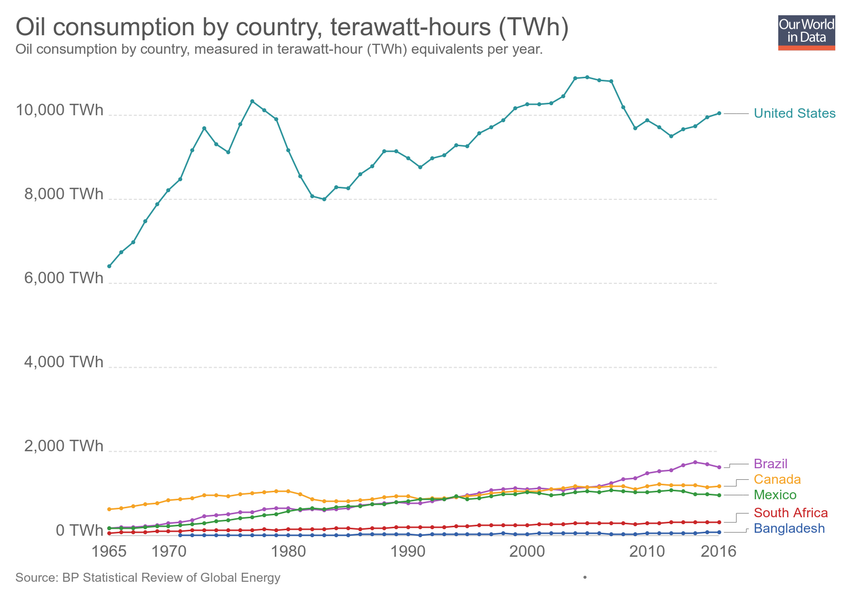 Oil consumption by country, terawatt-hours (TWh)
Oil consumption by country, measured in terawatt-hour (TWh) equivalents per year.
Our World
in Data
10,000 TWh
8,000 TWh
6,000 TWh
4,000 TWh
2,000 TWh
0 TWh
United States
Brazil
Canada
Mexico
South Africa
Bangladesh
1965
1970
1980
1990
2000
2010
2016
Source: BP Statistical Review of Global Energy